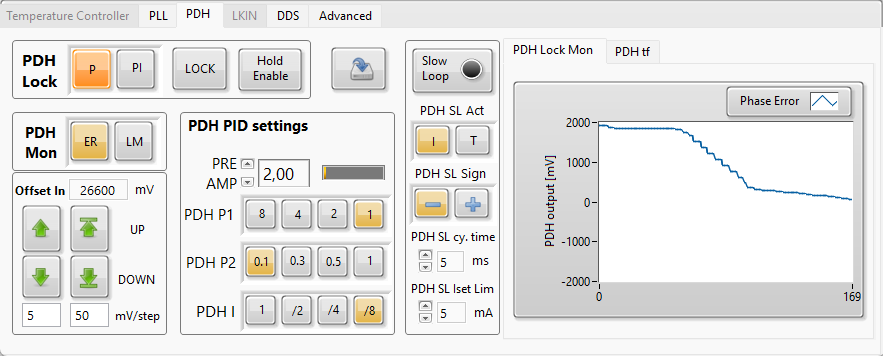 Temperature Controller PLL PDH LKIN DDS Advanced
PDH Lock P PI LOCK Hold Enable
PDH Mon ER LM
Offset In 26600 mV
UP
DOWN
5 50 mV/step
PDH PID settings
PRE AMP 2,00
PDH P1 8 4 2 1
PDH P2 0.1 0.3 0.5 1
PDH I 1 /2 /4 /8
Slow Loop
PDH SL Act
I T
PDH SL Sign
PDH SL cy. time
5 ms
PDH SL Iset Lim
5 mA
PDH Lock Mon PDH tf
Phase Error
PDH output [mV]
2000
1000
0
-1000
-2000
0 169